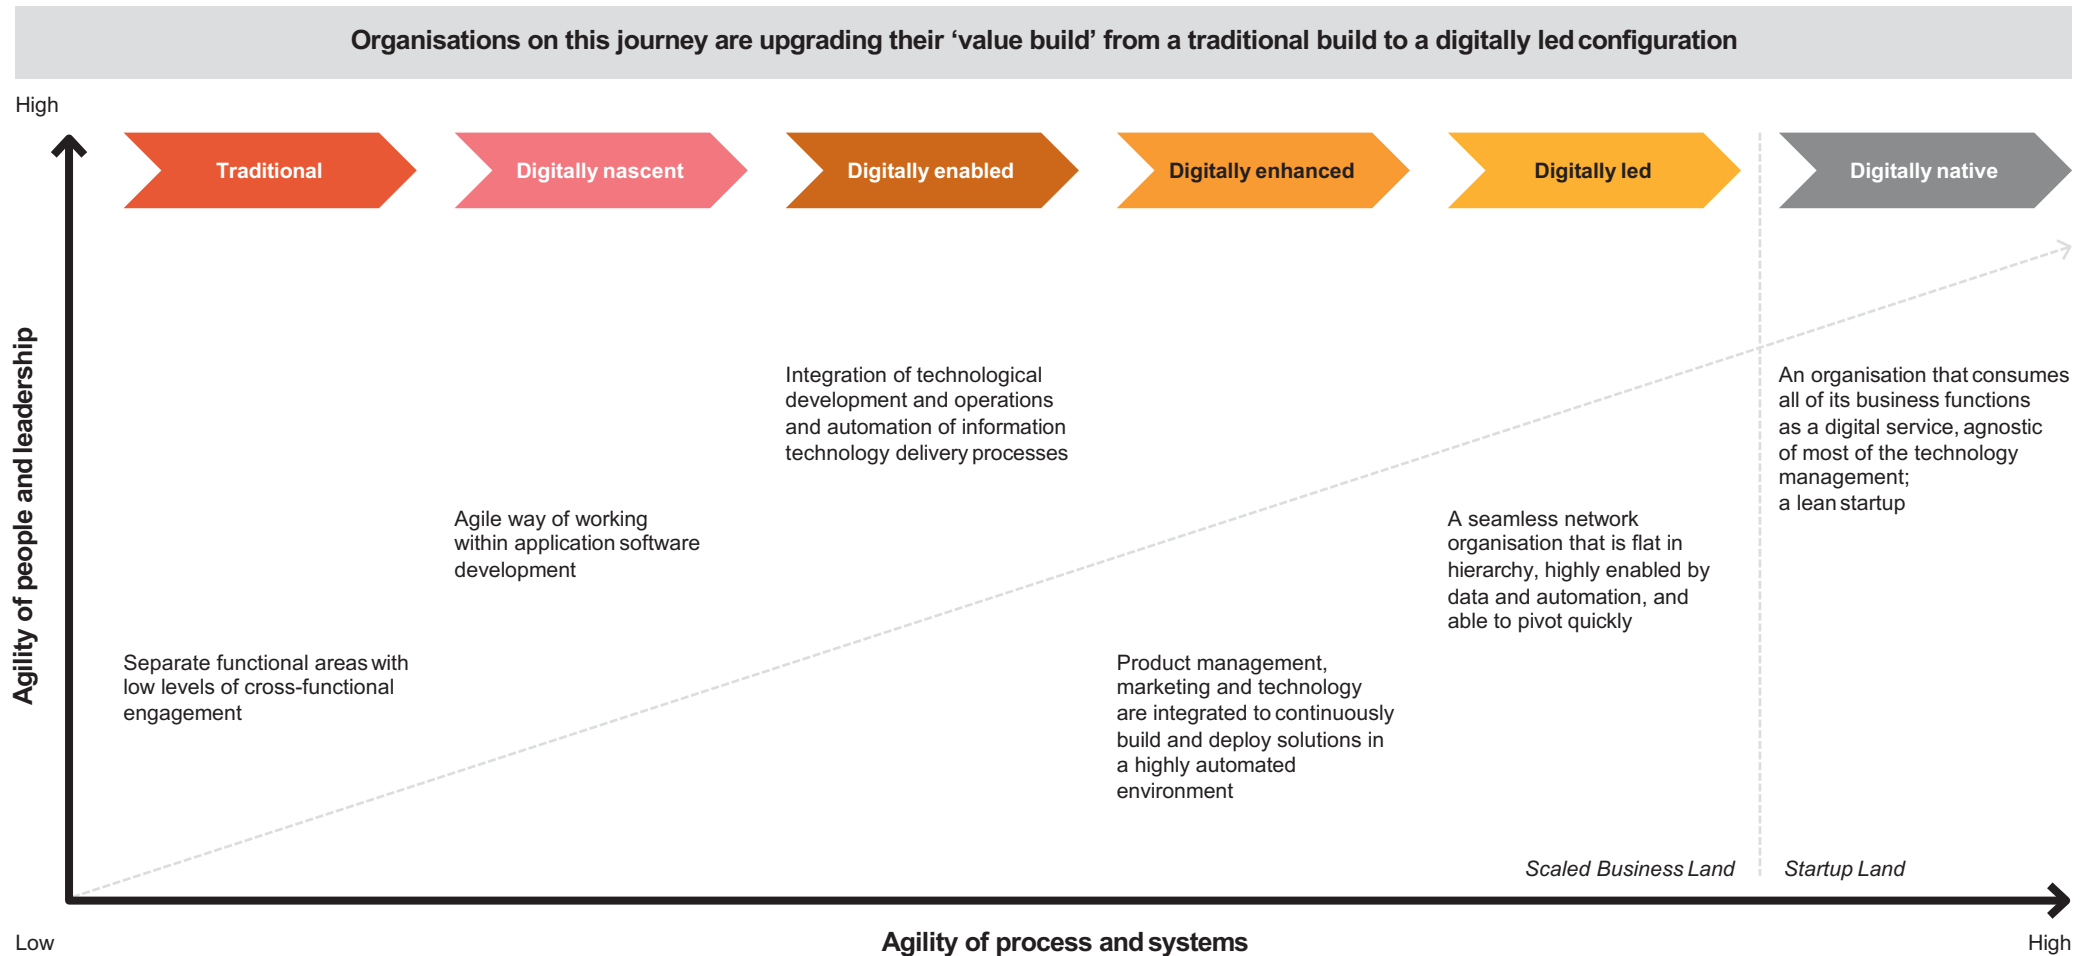 Organisations on this journey are upgrading their ‘value build’ from a traditional build to a digitally led configuration
High
Traditional
Digitally nascent
Digitally enabled
Digitally enhanced
Digitally led
Digitally native
Agility of people and leadership
Separate functional areas with
low levels of cross-functional
engagement
Agile way of working
within application software
development
Integration of technological
development and operations
and automation of information
technology delivery processes
Product management,
marketing and technology
are integrated to continuously
build and deploy solutions in
a highly automated
environment
A seamless network
organisation that is flat in
hierarchy, highly enabled by
data and automation, and
able to pivot quickly
An organisation that consumes
all of its business functions
as a digital service, agnostic
of most of the technology
management;
a lean startup
Scaled Business Land
Startup Land
Low
Agility of process and systems
High